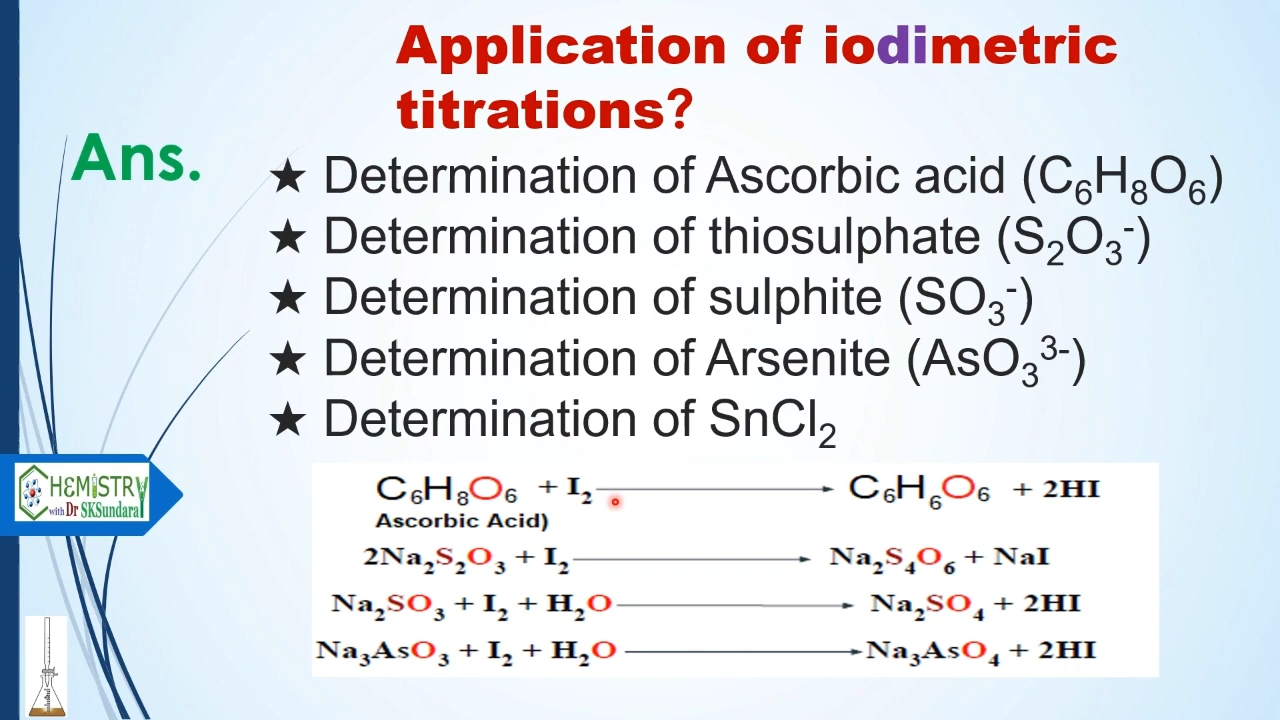 Application of iodimetric
titrations?
Ans.
★ Determination of Ascorbic acid (C₆H₈O₆)
★ Determination of thiosulphate (S₂O₃⁻)
★ Determination of sulphite (SO₃⁻)
★ Determination of Arsenite (AsO₃³⁻)
★ Determination of SnCl₂
C₆H₈O₆ + I₂ ⟶ C₆H₆O₆ + 2HI
Ascorbic Acid)
2Na₂S₂O₃ + I₂ ⟶ Na₂S₄O₆ + NaI
Na₂SO₃ + I₂ + H₂O ⟶ Na₂SO₄ + 2HI
Na₃AsO₃ + I₂ + H₂O ⟶ Na₃AsO₄ + 2HI
CHEMISTRY
with Dr SKSundaray